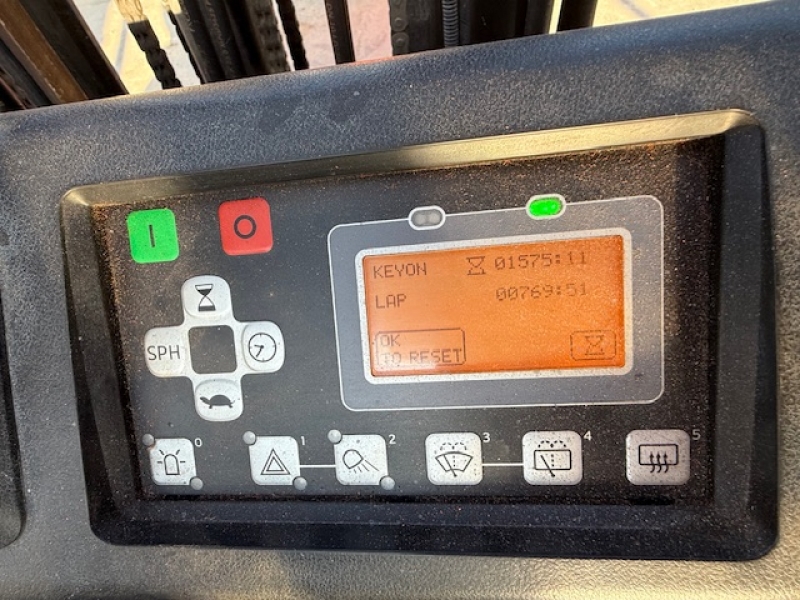 I
O
KEYON 01575:11
LAP 00769:51
OK
TO RESET
SPH
0
1
2
3
4
5